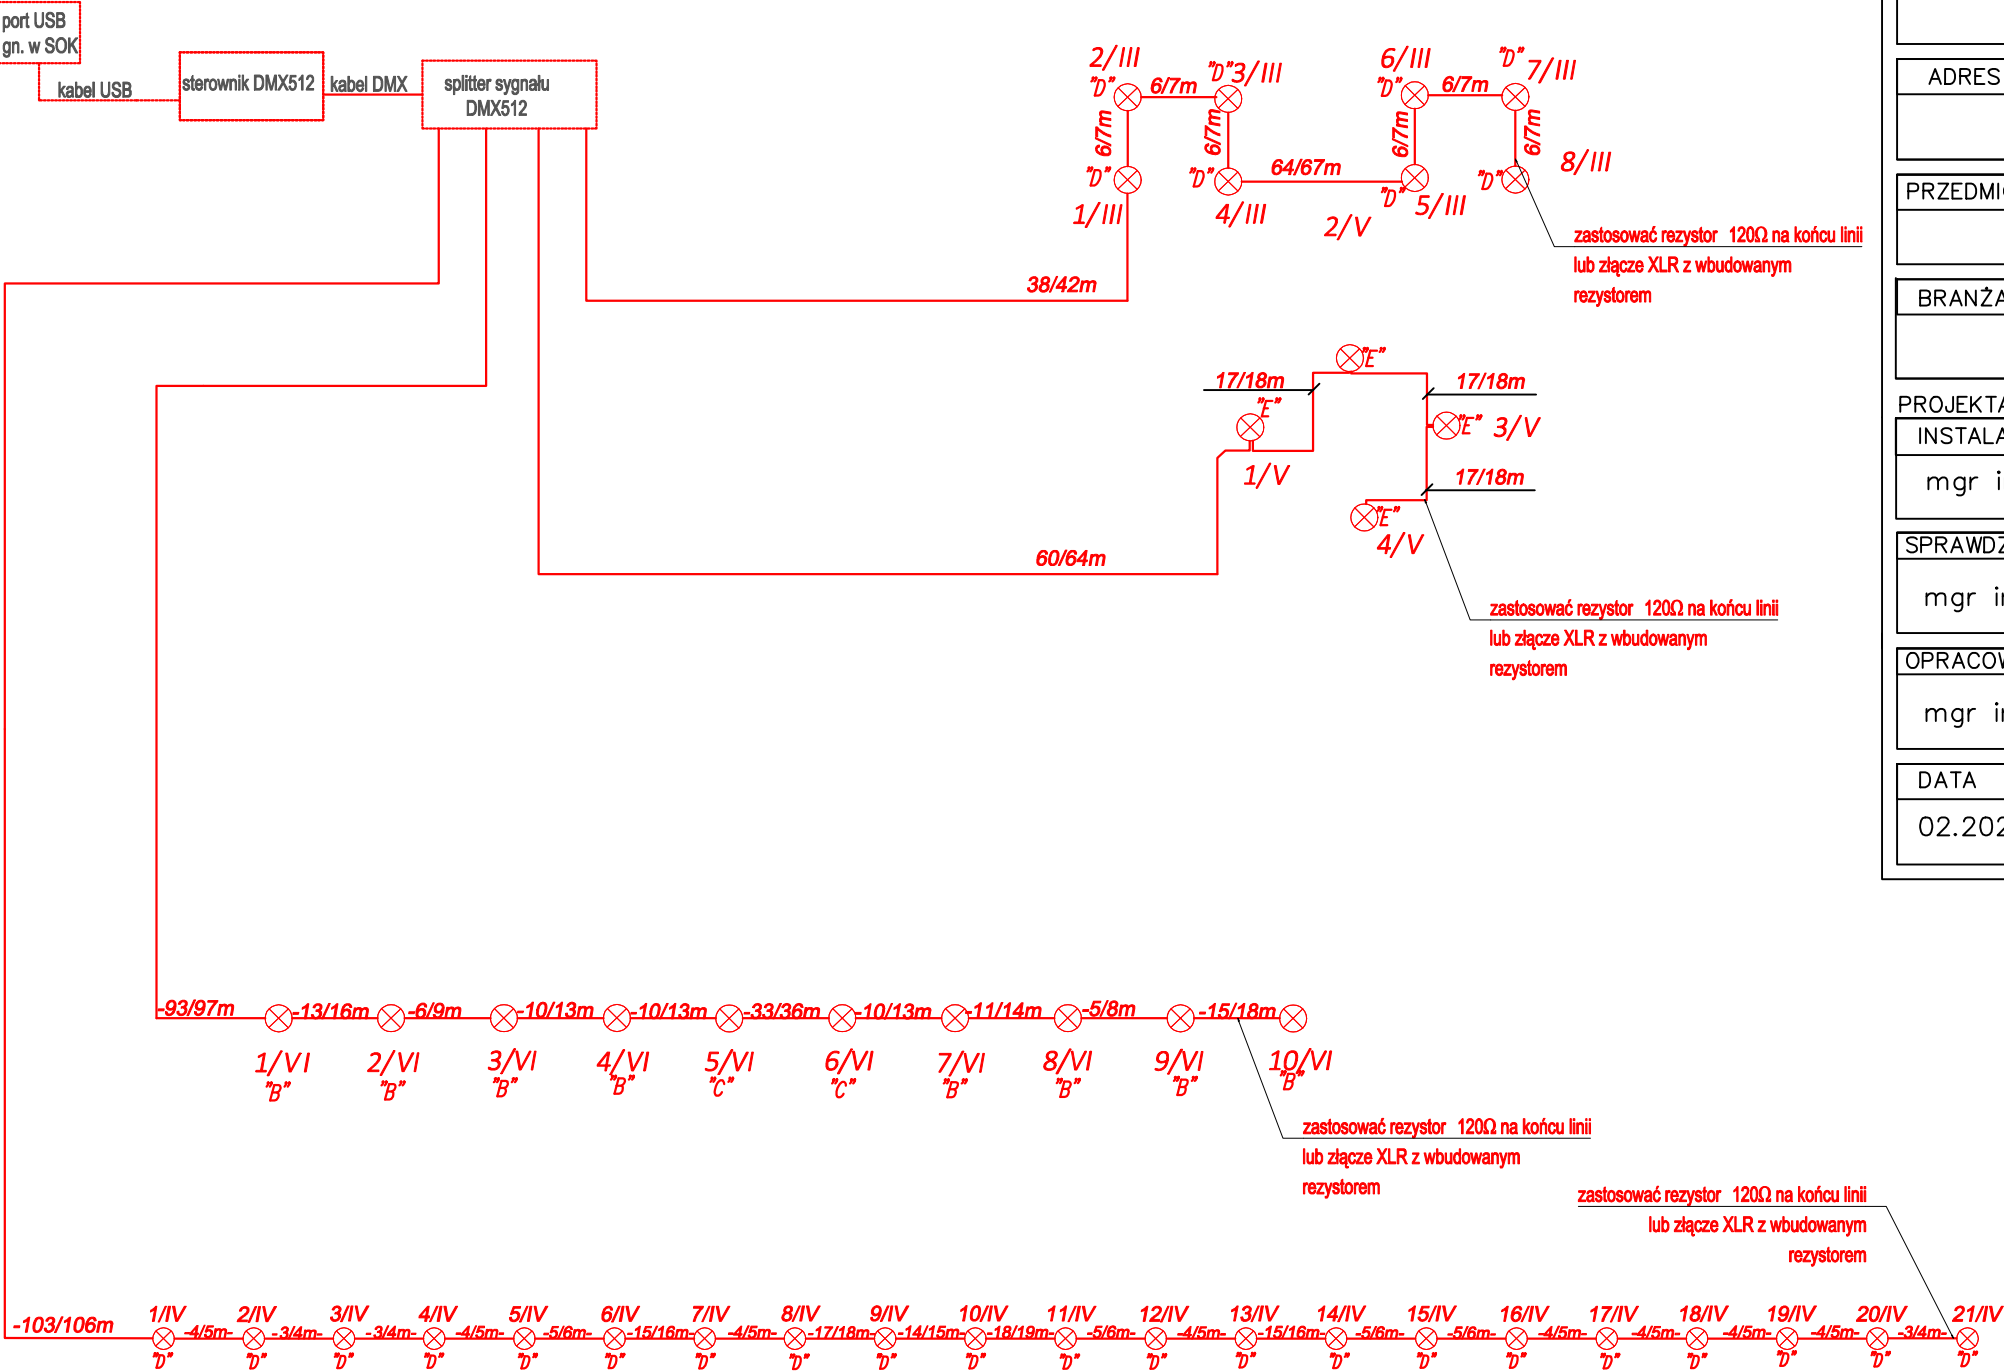 port USB
gn. w SOK
kabel USB
sterownik DMX512
kabel DMX
splitter sygnału
DMX512
2/III
"D"
6/7m
"D" 3/III
6/7m
6/7m
"D"
1/III
"D"
4/III
64/67m
6/III
"D"
6/7m
"D" 7/III
6/7m
6/7m
"D"
5/III
2/V
"D"
8/III
zastosować rezystor 120Ω na końcu linii
lub złącze XLR z wbudowanym
rezystorem
38/42m
"E"
17/18m
"E"
1/V
17/18m
"E" 3/V
17/18m
"E"
4/V
60/64m
zastosować rezystor 120Ω na końcu linii
lub złącze XLR z wbudowanym
rezystorem
-93/97m -13/16m -6/9m -10/13m -10/13m -33/36m -10/13m -11/14m -5/8m -15/18m
1/VI 2/VI 3/VI 4/VI 5/VI 6/VI 7/VI 8/VI 9/VI 10/VI
"B" "B" "B" "B" "C" "C" "B" "B" "B" "B"
zastosować rezystor 120Ω na końcu linii
lub złącze XLR z wbudowanym
rezystorem
zastosować rezystor 120Ω na końcu linii
lub złącze XLR z wbudowanym
rezystorem
1/IV 2/IV 3/IV 4/IV 5/IV 6/IV 7/IV 8/IV 9/IV 10/IV 11/IV 12/IV 13/IV 14/IV 15/IV 16/IV 17/IV 18/IV 19/IV 20/IV 21/IV
-103/106m -4/5m- -3/4m- -3/4m- -4/5m- -5/6m- -15/16m- -4/5m- -17/18m- -14/15m- -18/19m- -5/6m- -4/5m- -15/16m- -5/6m- -5/6m- -4/5m- -4/5m- -4/5m- -4/5m- -3/4m-
"D" "D" "D" "D" "D" "D" "D" "D" "D" "D" "D" "D" "D" "D" "D" "D" "D" "D" "D" "D" "D"
ADRES
BRANŻA
mgr
mgr
mgr
DATA